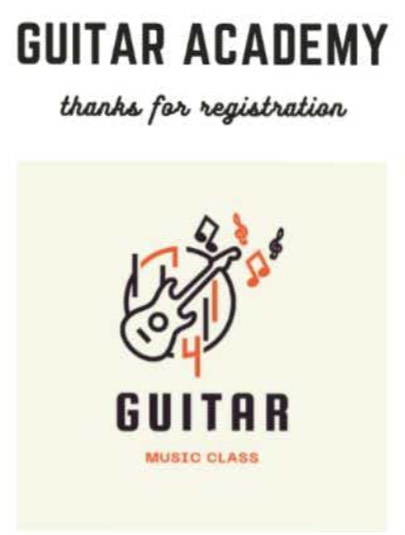 GUITAR ACADEMY
thanks for registration
GUITAR
MUSIC CLASS